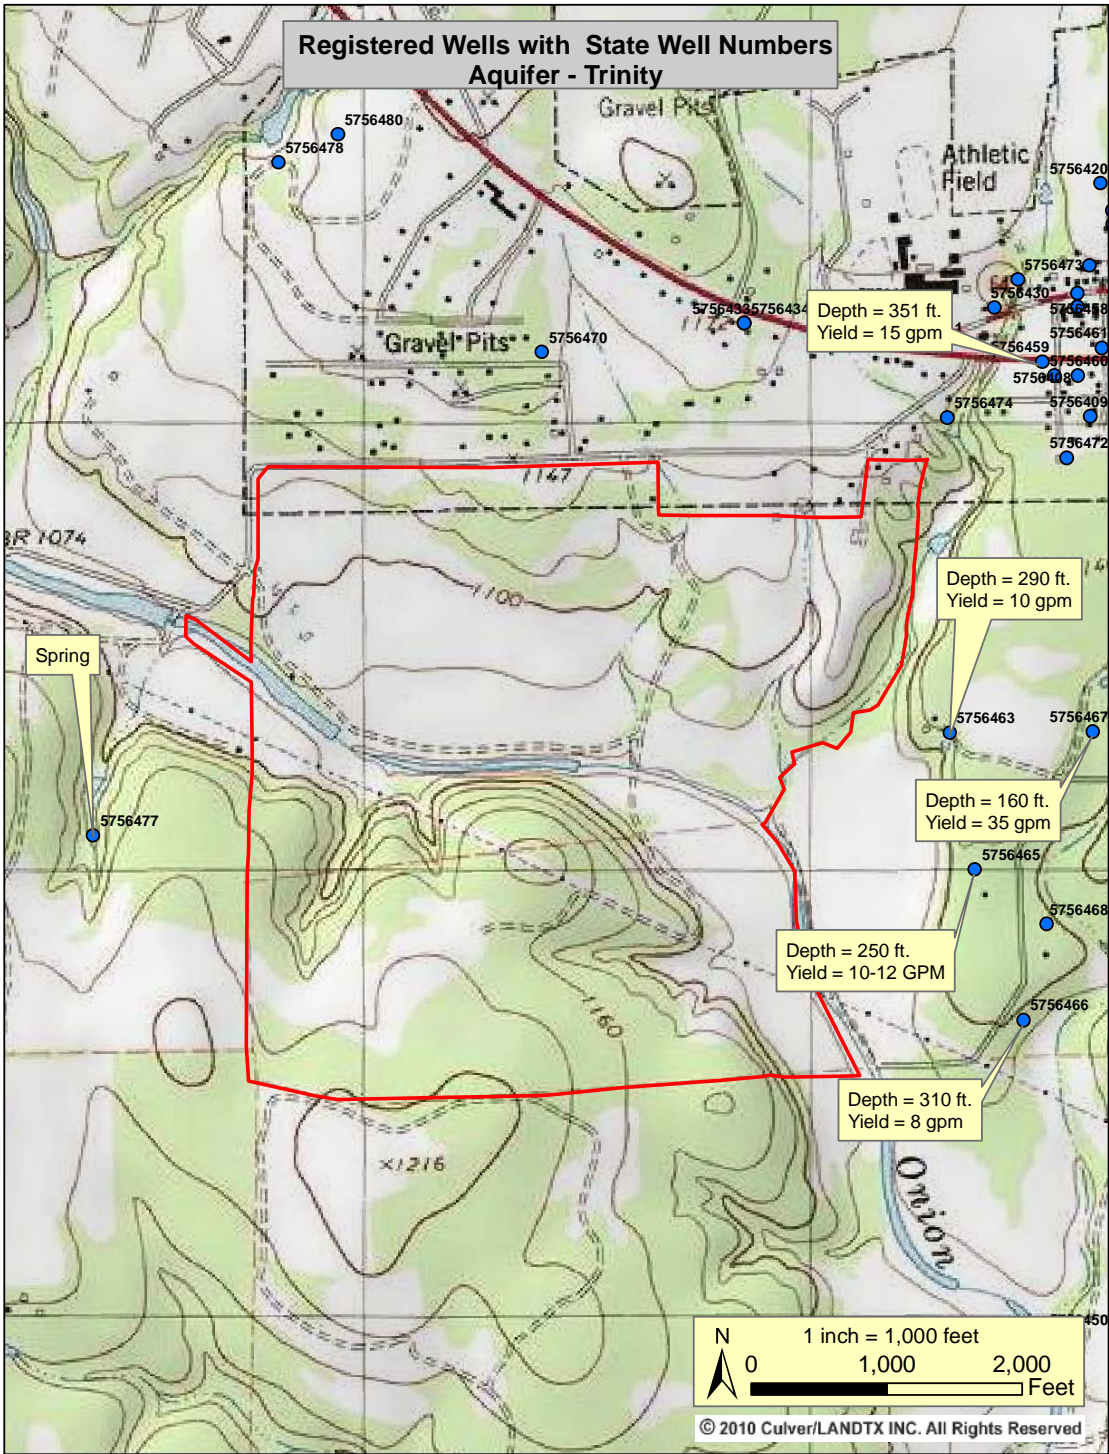 Registered Wells with State Well Numbers
Aquifer - Trinity
Gravel Pits
5756480
5756478
Athletic
Field
5756420
5756473
5756430
5756458
Depth = 351 ft.
Yield = 15 gpm
5756433
5756434
5756461
5756459
5756460
5756408
Gravel Pits
5756470
5756409
5756474
5756472
1147
BR 1074
1100
Depth = 290 ft.
Yield = 10 gpm
Spring
5756463
5756467
Depth = 160 ft.
Yield = 35 gpm
5756477
5756465
5756468
Depth = 250 ft.
Yield = 10-12 GPM
1160
5756466
Depth = 310 ft.
Yield = 8 gpm
x1216
Onion
N
1 inch = 1,000 feet
0 1,000 2,000
Feet
© 2010 Culver/LANDTX INC. All Rights Reserved